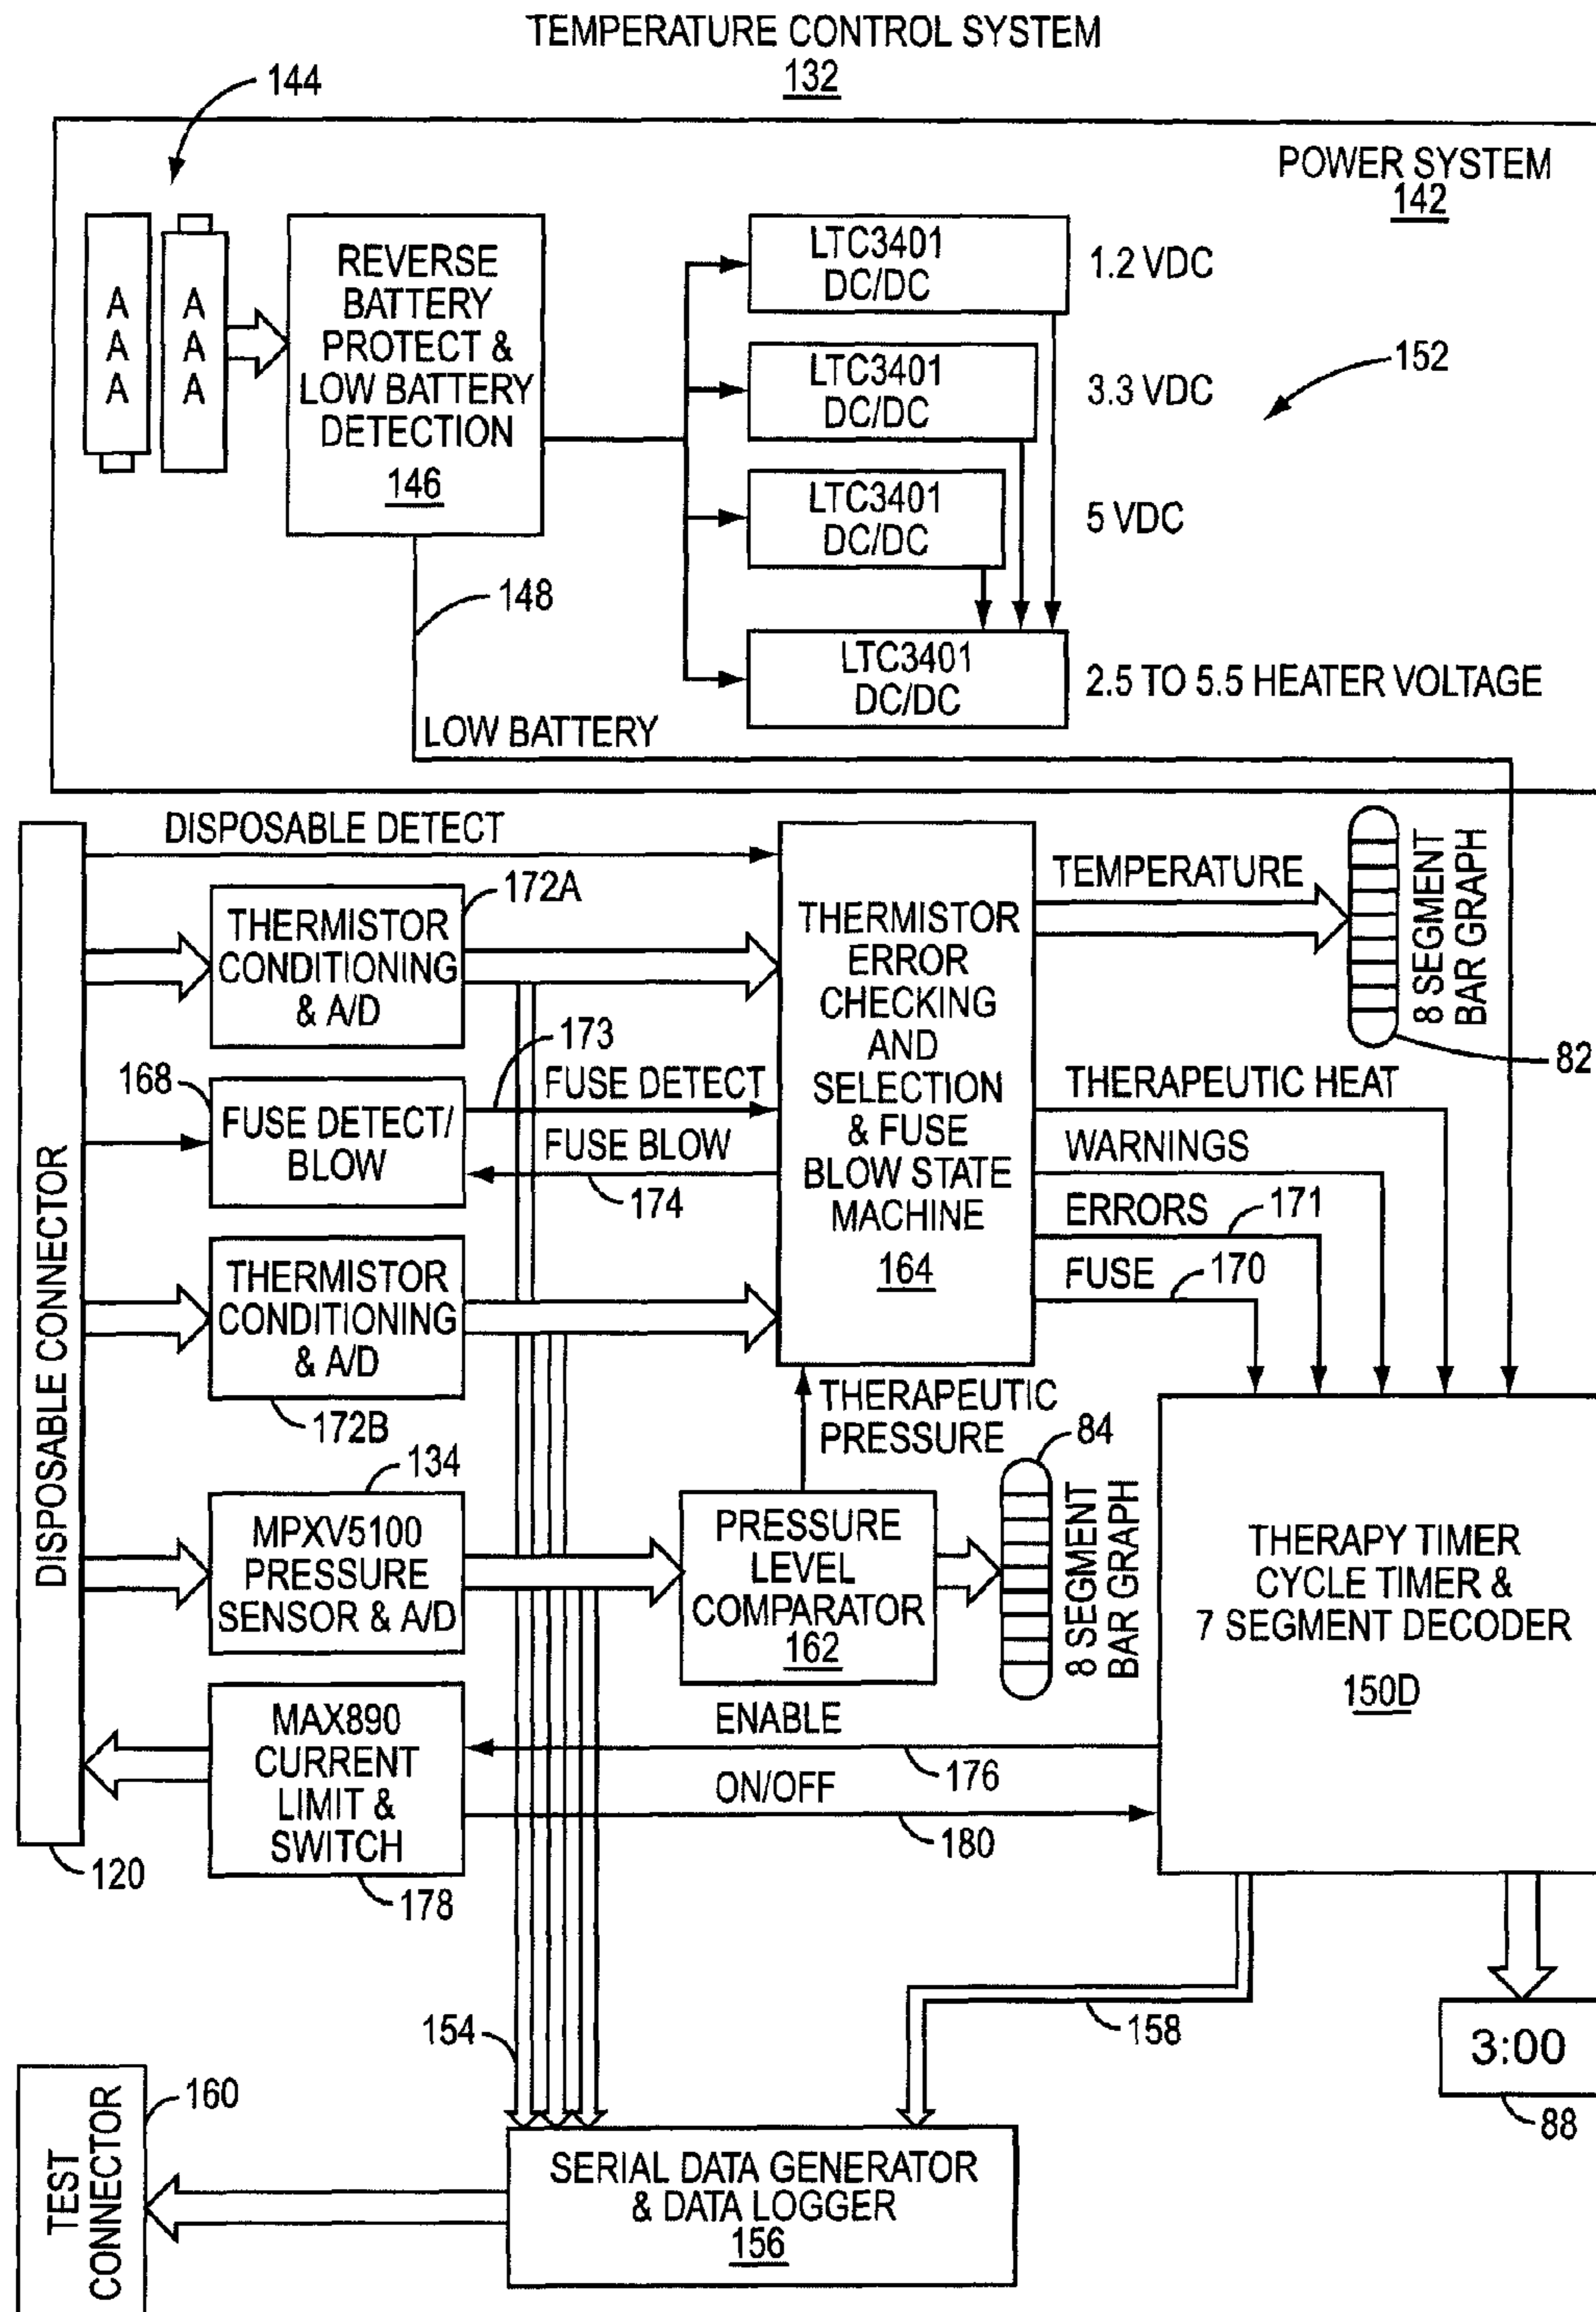 TEMPERATURE CONTROL SYSTEM
132
144
POWER SYSTEM
142
A
A
A
A
A
A
REVERSE
BATTERY
PROTECT &
LOW BATTERY
DETECTION
146
LTC3401
DC/DC
1.2 VDC
LTC3401
DC/DC
3.3 VDC
152
LTC3401
DC/DC
5 VDC
148
LTC3401
DC/DC
2.5 TO 5.5 HEATER VOLTAGE
LOW BATTERY
DISPOSABLE CONNECTOR
120
DISPOSABLE DETECT
THERMISTOR
CONDITIONING
& A/D
172A
168
FUSE DETECT/
BLOW
173
FUSE DETECT
FUSE BLOW
174
THERMISTOR
CONDITIONING
& A/D
172B
THERMISTOR
ERROR
CHECKING
AND
SELECTION
& FUSE
BLOW STATE
MACHINE
164
TEMPERATURE
8 SEGMENT
BAR GRAPH
82
THERAPEUTIC HEAT
WARNINGS
ERRORS
171
FUSE
170
THERAPEUTIC
PRESSURE
134
MPXV5100
PRESSURE
SENSOR & A/D
PRESSURE
LEVEL
COMPARATOR
162
84
8 SEGMENT
BAR GRAPH
THERAPY TIMER
CYCLE TIMER &
7 SEGMENT DECODER
150D
MAX890
CURRENT
LIMIT &
SWITCH
178
ENABLE
176
ON/OFF
180
154
158
3:00
88
TEST
CONNECTOR
160
SERIAL DATA GENERATOR
& DATA LOGGER
156